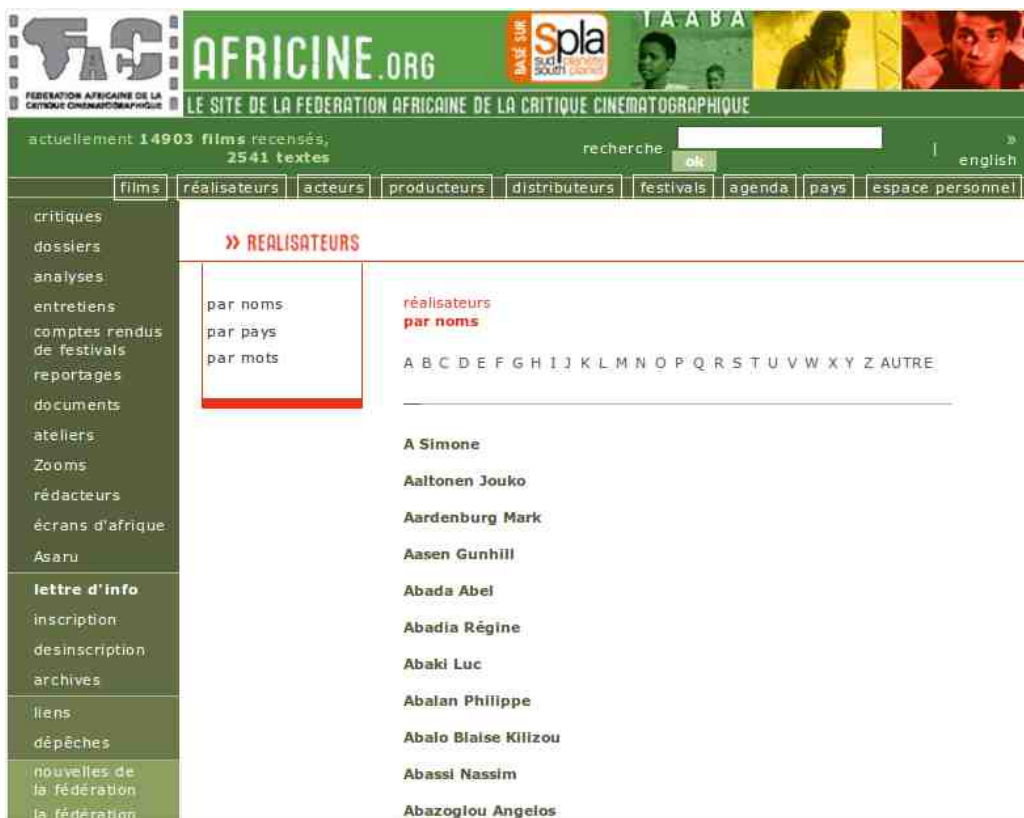 TAABA
FACC
FEDERATION AFRICAINE DE LA
CRITIQUE CINEMATOGRAPHIQUE
AFRICINE.ORG
BASÉ SUR
Spla
sud planète
south planet
LE SITE DE LA FEDERATION AFRICAINE DE LA CRITIQUE CINEMATOGRAPHIQUE
actuellement 14903 films recensés,
2541 textes
recherche
ok
|
»
english
films réalisateurs acteurs producteurs distributeurs festivals agenda pays espace personnel
critiques
dossiers
analyses
entretiens
comptes rendus
de festivals
reportages
documents
ateliers
Zooms
rédacteurs
écrans d'afrique
Asaru
lettre d'info
inscription
desinscription
archives
liens
dépêches
nouvelles de
la fédération
la fédération
» REALISATEURS
par noms
par pays
par mots
réalisateurs
par noms
A B C D E F G H I J K L M N O P Q R S T U V W X Y Z AUTRE
A Simone
Aaltonen Jouko
Aardenburg Mark
Aasen Gunhill
Abada Abel
Abadia Régine
Abaki Luc
Abalan Philippe
Abalo Blaise Kilizou
Abassi Nassim
Abazoglou Angelos